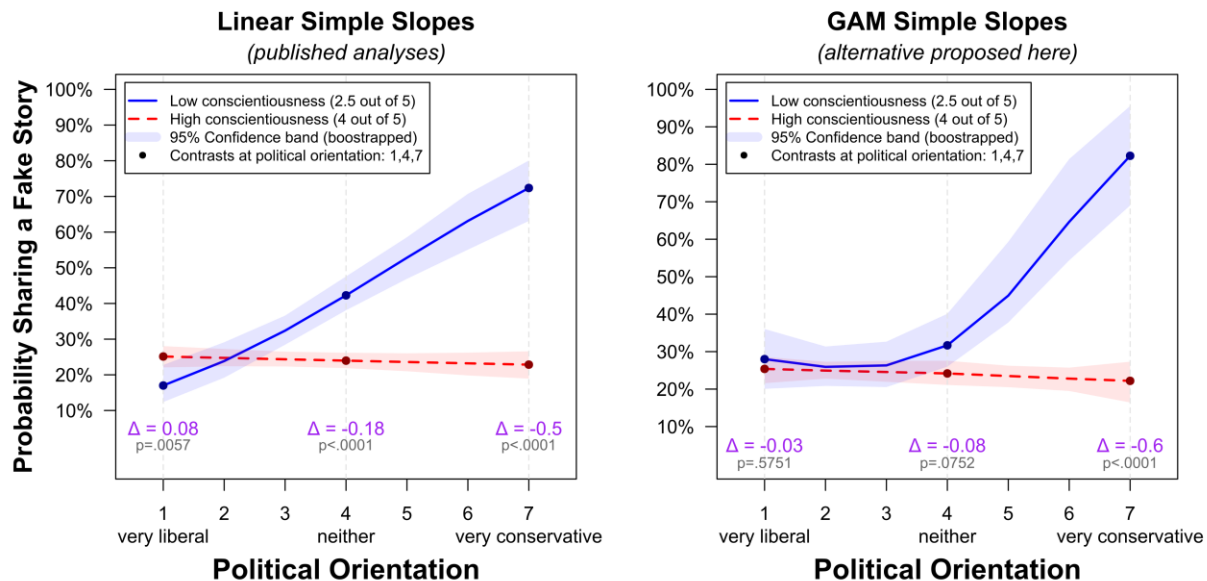 Linear Simple Slopes
(published analyses)
Probability Sharing a Fake Story
100%
90%
80%
70%
60%
50%
40%
30%
20%
10%
Low conscientiousness (2.5 out of 5)
High conscientiousness (4 out of 5)
95% Confidence band (boostrapped)
Contrasts at political orientation: 1,4,7
Δ = 0.08 Δ = -0.18 Δ = -0.5
p=.0057 p<.0001 p<.0001
1 2 3 4 5 6 7
very liberal neither very conservative
Political Orientation
GAM Simple Slopes
(alternative proposed here)
100%
90%
80%
70%
60%
50%
40%
30%
20%
10%
Low conscientiousness (2.5 out of 5)
High conscientiousness (4 out of 5)
95% Confidence band (boostrapped)
Contrasts at political orientation: 1,4,7
Δ = -0.03 Δ = -0.08 Δ = -0.6
p=.5751 p=.0752 p<.0001
1 2 3 4 5 6 7
very liberal neither very conservative
Political Orientation